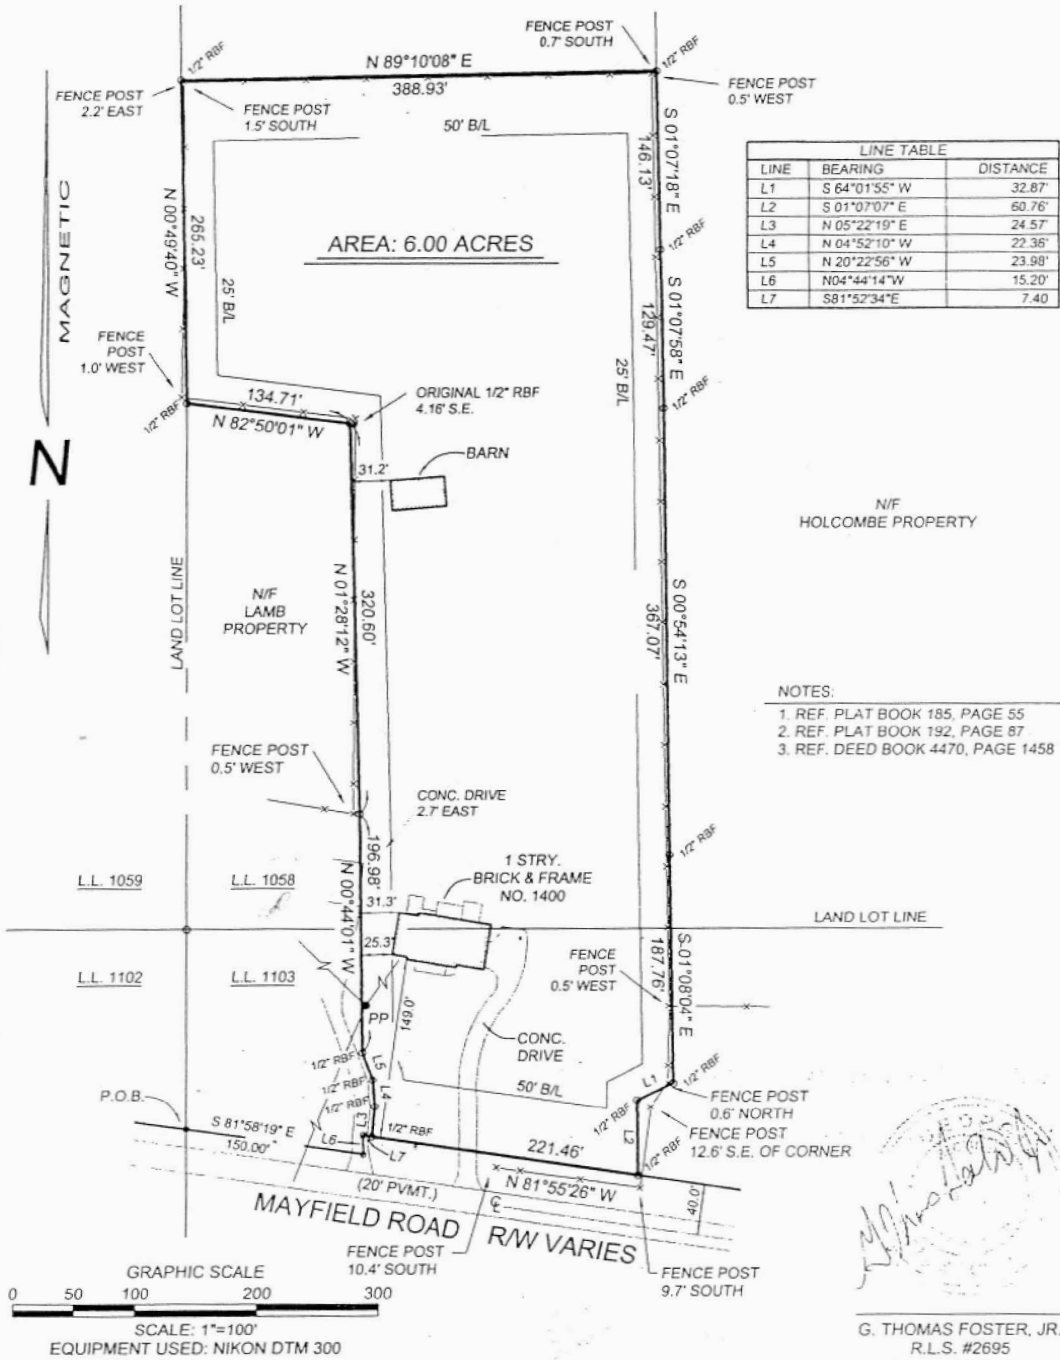 FENCE POST
0.7' SOUTH
1/2" RBF
1/2" RBF
N 89°10'08" E
388.93'
FENCE POST
2.2' EAST
FENCE POST
1.5' SOUTH
FENCE POST
0.5' WEST
50' B/L
S 01°07'18" E
146.13'
LINE TABLE
LINE BEARING DISTANCE
L1 S 64°01'55" W 32.87'
L2 S 01°07'07" E 60.76'
L3 N 05°22'19" E 24.57'
L4 N 04°52'10" W 22.36'
L5 N 20°22'56" W 23.98'
L6 N04°44'14"W 15.20'
L7 S81°52'34"E 7.40
MAGNETIC
N
N 00°49'40" W
265.23'
25' B/L
AREA: 6.00 ACRES
1/2" RBF
S 01°07'58" E
129.47'
25' B/L
1/2" RBF
FENCE
POST
1.0' WEST
1/2" RBF
134.71'
N 82°50'01" W
ORIGINAL 1/2" RBF
4.16' S.E.
31.2'
BARN
N/F
HOLCOMBE PROPERTY
LAND LOT LINE
N/F
LAMB
PROPERTY
N 01°28'12" W
320.60'
S 00°54'13" E
367.07'
NOTES:
1. REF. PLAT BOOK 185, PAGE 55
2. REF. PLAT BOOK 192, PAGE 87
3. REF. DEED BOOK 4470, PAGE 1458
FENCE POST
0.5' WEST
CONC. DRIVE
2.7' EAST
196.98'
N 00°44'01" W
1 STRY.
BRICK & FRAME
NO. 1400
1/2" RBF
L.L. 1059
L.L. 1058
31.3'
LAND LOT LINE
25.3'
L.L. 1102
L.L. 1103
FENCE
POST
0.5' WEST
187.76'
S 01°08'04" E
PP
149.0'
CONC.
DRIVE
1/2" RBF
L5
1/2" RBF
L4
50' B/L
L1
1/2" RBF
FENCE POST
0.6' NORTH
P.O.B.
S 81°58'19" E
150.00'
L3
L6
L7
1/2" RBF
1/2" RBF
L2
1/2" RBF
FENCE POST
12.6' S.E. OF CORNER
221.46'
N 81°55'26" W
(20' PVMT.)
40.0'
MAYFIELD ROAD R/W VARIES
FENCE POST
10.4' SOUTH
FENCE POST
9.7' SOUTH
GRAPHIC SCALE
0 50 100 200 300
SCALE: 1"=100'
EQUIPMENT USED: NIKON DTM 300
G. THOMAS FOSTER, JR.
R.L.S. #2695